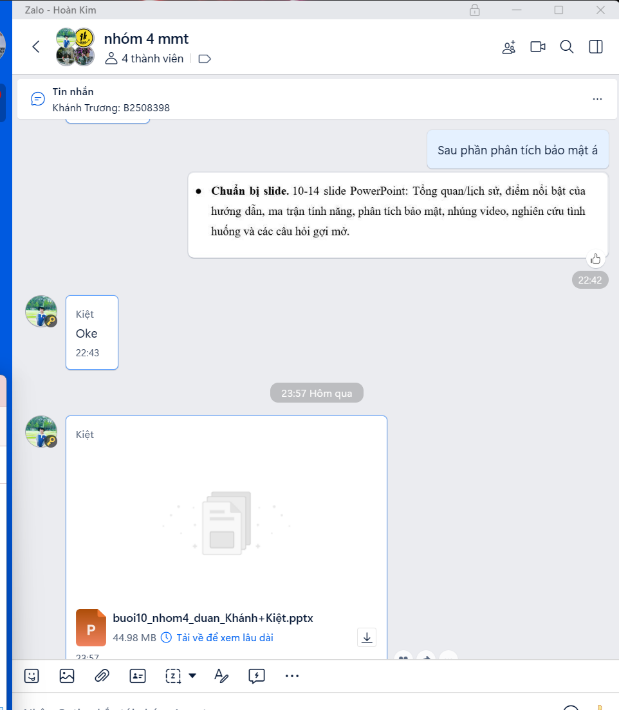 Zalo - Hoàn Kim
nhóm 4 mmt
4 thành viên
Tin nhắn
Khánh Trương: B2508398
Sau phần phân tích bảo mật á
• Chuẩn bị slide. 10-14 slide PowerPoint: Tổng quan/lịch sử, điểm nổi bật của
hướng dẫn, ma trận tính năng, phân tích bảo mật, nhúng video, nghiên cứu tình
huống và các câu hỏi gợi mở.
22:42
Kiệt
Oke
22:43
23:57 Hôm qua
Kiệt
P
buoi10_nhom4_duan_Khánh+Kiệt.pptx
44.98 MB Tải về để xem lâu dài
23:57